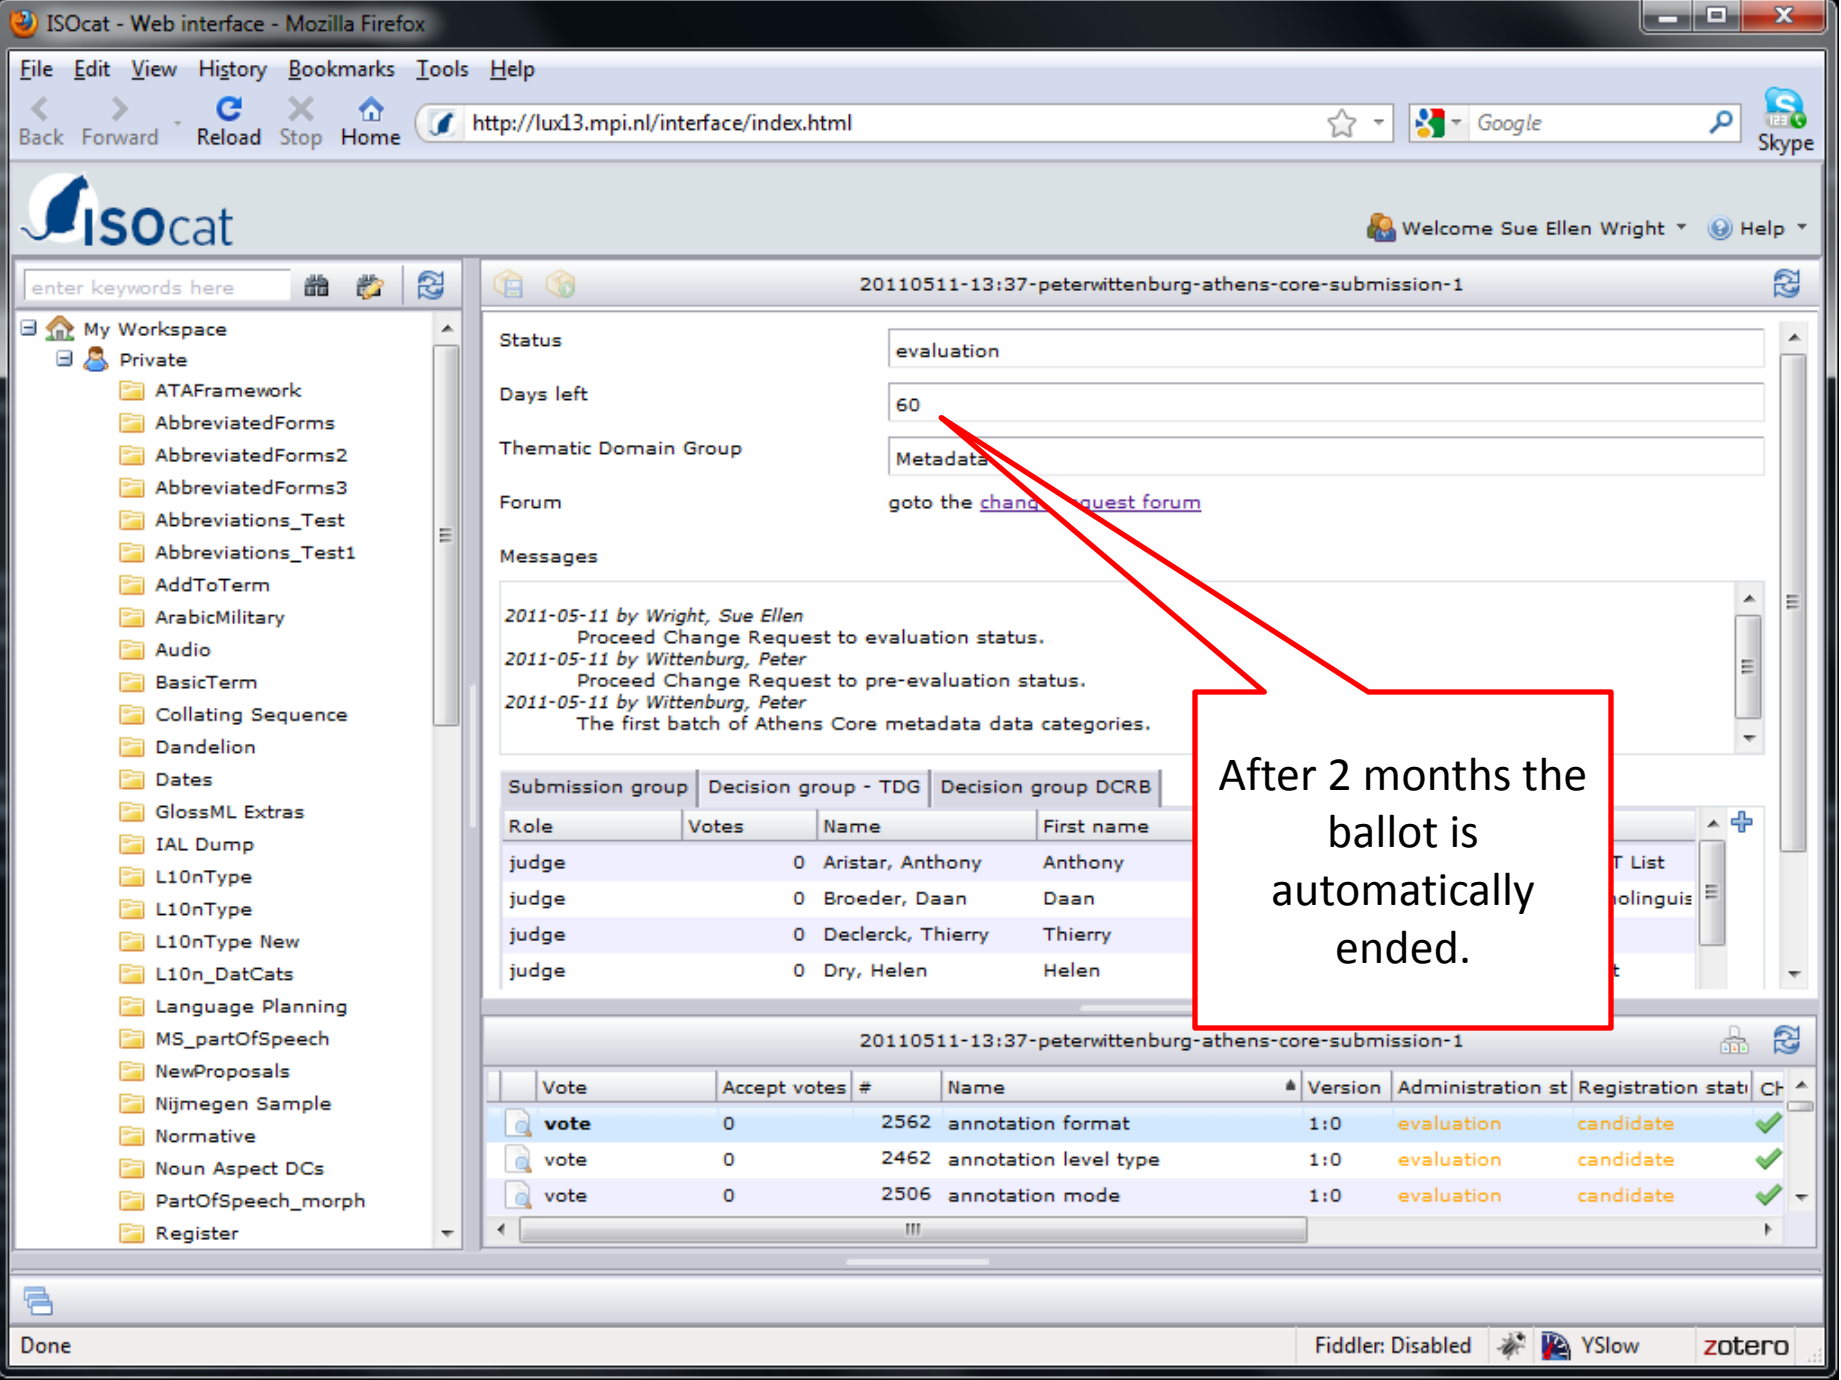 ISOcat - Web interface - Mozilla Firefox
File Edit View History Bookmarks Tools Help
Back Forward Reload Stop Home
http://lux13.mpi.nl/interface/index.html
Google
Skype
ISOcat
Welcome Sue Ellen Wright
Help
enter keywords here
My Workspace
Private
ATAFramework
AbbreviatedForms
AbbreviatedForms2
AbbreviatedForms3
Abbreviations_Test
Abbreviations_Test1
AddToTerm
ArabicMilitary
Audio
BasicTerm
Collating Sequence
Dandelion
Dates
GlossML Extras
IAL Dump
L10nType
L10nType
L10nType New
L10n_DatCats
Language Planning
MS_partOfSpeech
NewProposals
Nijmegen Sample
Normative
Noun Aspect DCs
PartOfSpeech_morph
Register
20110511-13:37-peterwittenburg-athens-core-submission-1
Status evaluation
Days left 60
Thematic Domain Group Metadata
Forum goto the chang quest forum
Messages
2011-05-11 by Wright, Sue Ellen
Proceed Change Request to evaluation status.
2011-05-11 by Wittenburg, Peter
Proceed Change Request to pre-evaluation status.
2011-05-11 by Wittenburg, Peter
The first batch of Athens Core metadata data categories.
After 2 months the
ballot is
automatically
ended.
Submission group Decision group - TDG Decision group DCRB
Role Votes Name First name
judge 0 Aristar, Anthony Anthony T List
judge 0 Broeder, Daan Daan olinguis
judge 0 Declerck, Thierry Thierry
judge 0 Dry, Helen Helen t
20110511-13:37-peterwittenburg-athens-core-submission-1
Vote Accept votes # Name Version Administration st Registration stat Ch
vote 0 2562 annotation format 1:0 evaluation candidate
vote 0 2462 annotation level type 1:0 evaluation candidate
vote 0 2506 annotation mode 1:0 evaluation candidate
Done
Fiddler: Disabled
YSlow
zotero